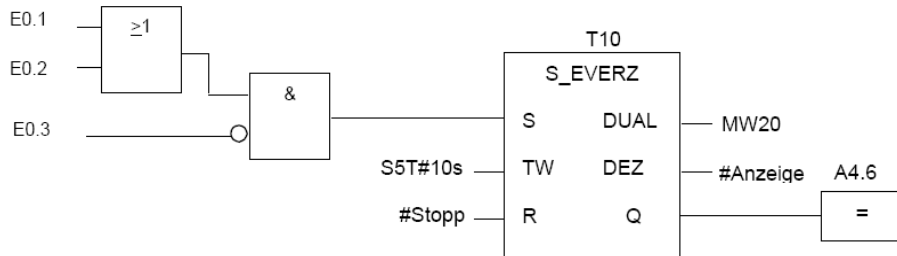 E0.1
≥1
E0.2
&
E0.3
T10
S_EVERZ
S DUAL MW20
S5T#10s TW DEZ #Anzeige A4.6
#Stopp R Q =